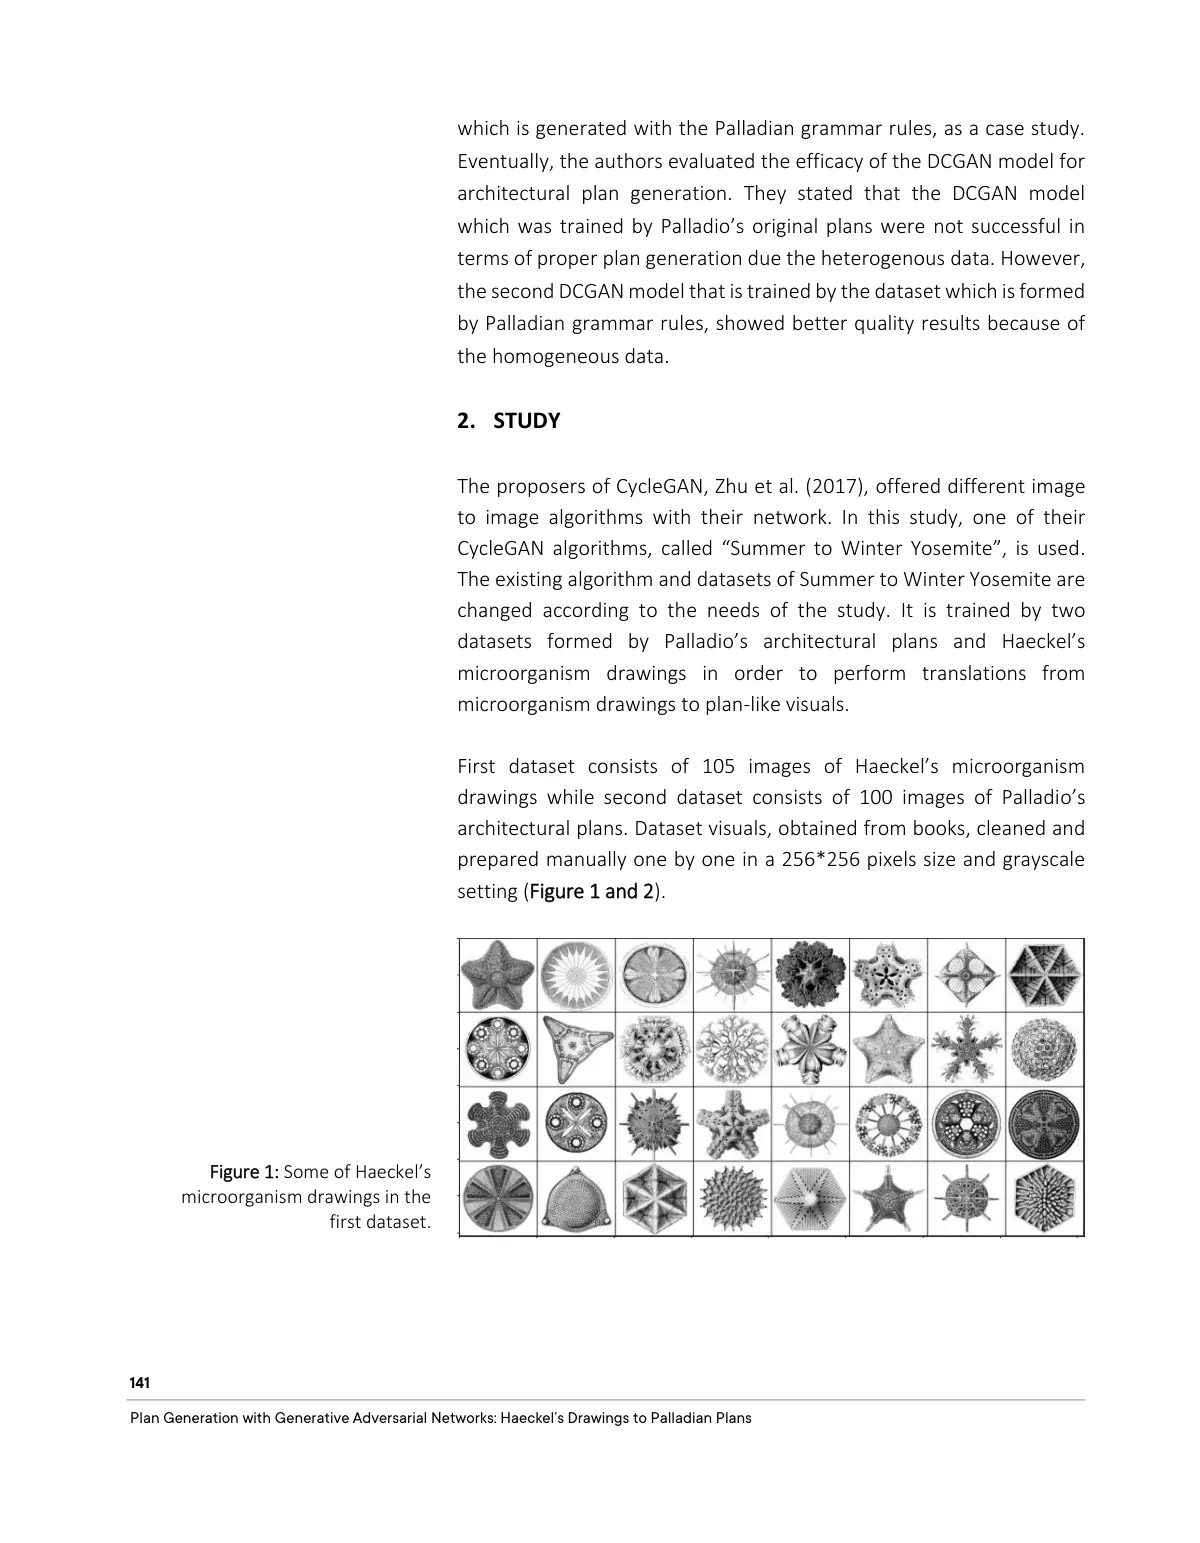 which is generated with the Palladian grammar rules, as a case study.
Eventually, the authors evaluated the efficacy of the DCGAN model for
architectural plan generation. They stated that the DCGAN model
which was trained by Palladio’s original plans were not successful in
terms of proper plan generation due the heterogenous data. However,
the second DCGAN model that is trained by the dataset which is formed
by Palladian grammar rules, showed better quality results because of
the homogeneous data.
2. STUDY
The proposers of CycleGAN, Zhu et al. (2017), offered different image
to image algorithms with their network. In this study, one of their
CycleGAN algorithms, called “Summer to Winter Yosemite”, is used.
The existing algorithm and datasets of Summer to Winter Yosemite are
changed according to the needs of the study. It is trained by two
datasets formed by Palladio’s architectural plans and Haeckel’s
microorganism drawings in order to perform translations from
microorganism drawings to plan-like visuals.
First dataset consists of 105 images of Haeckel’s microorganism
drawings while second dataset consists of 100 images of Palladio’s
architectural plans. Dataset visuals, obtained from books, cleaned and
prepared manually one by one in a 256*256 pixels size and grayscale
setting (Figure 1 and 2).
Figure 1: Some of Haeckel’s
microorganism drawings in the
first dataset.
141
Plan Generation with Generative Adversarial Networks: Haeckel’s Drawings to Palladian Plans